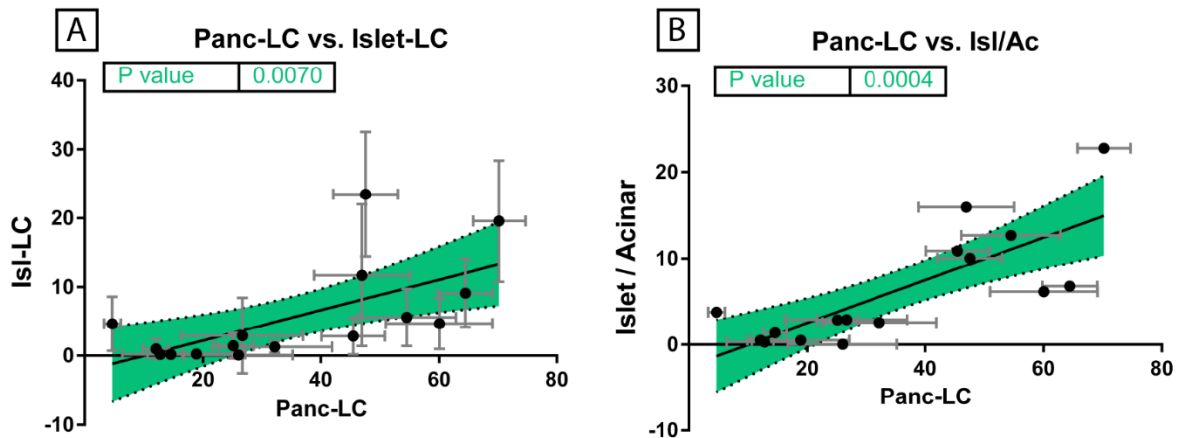 A
Panc-LC vs. Islet-LC
P value 0.0070
40
30
20
10
0
-10
20 40 60 80
Isl-LC
Panc-LC
B
Panc-LC vs. Isl/Ac
P value 0.0004
30
20
10
0
-10
20 40 60 80
Islet / Acinar
Panc-LC